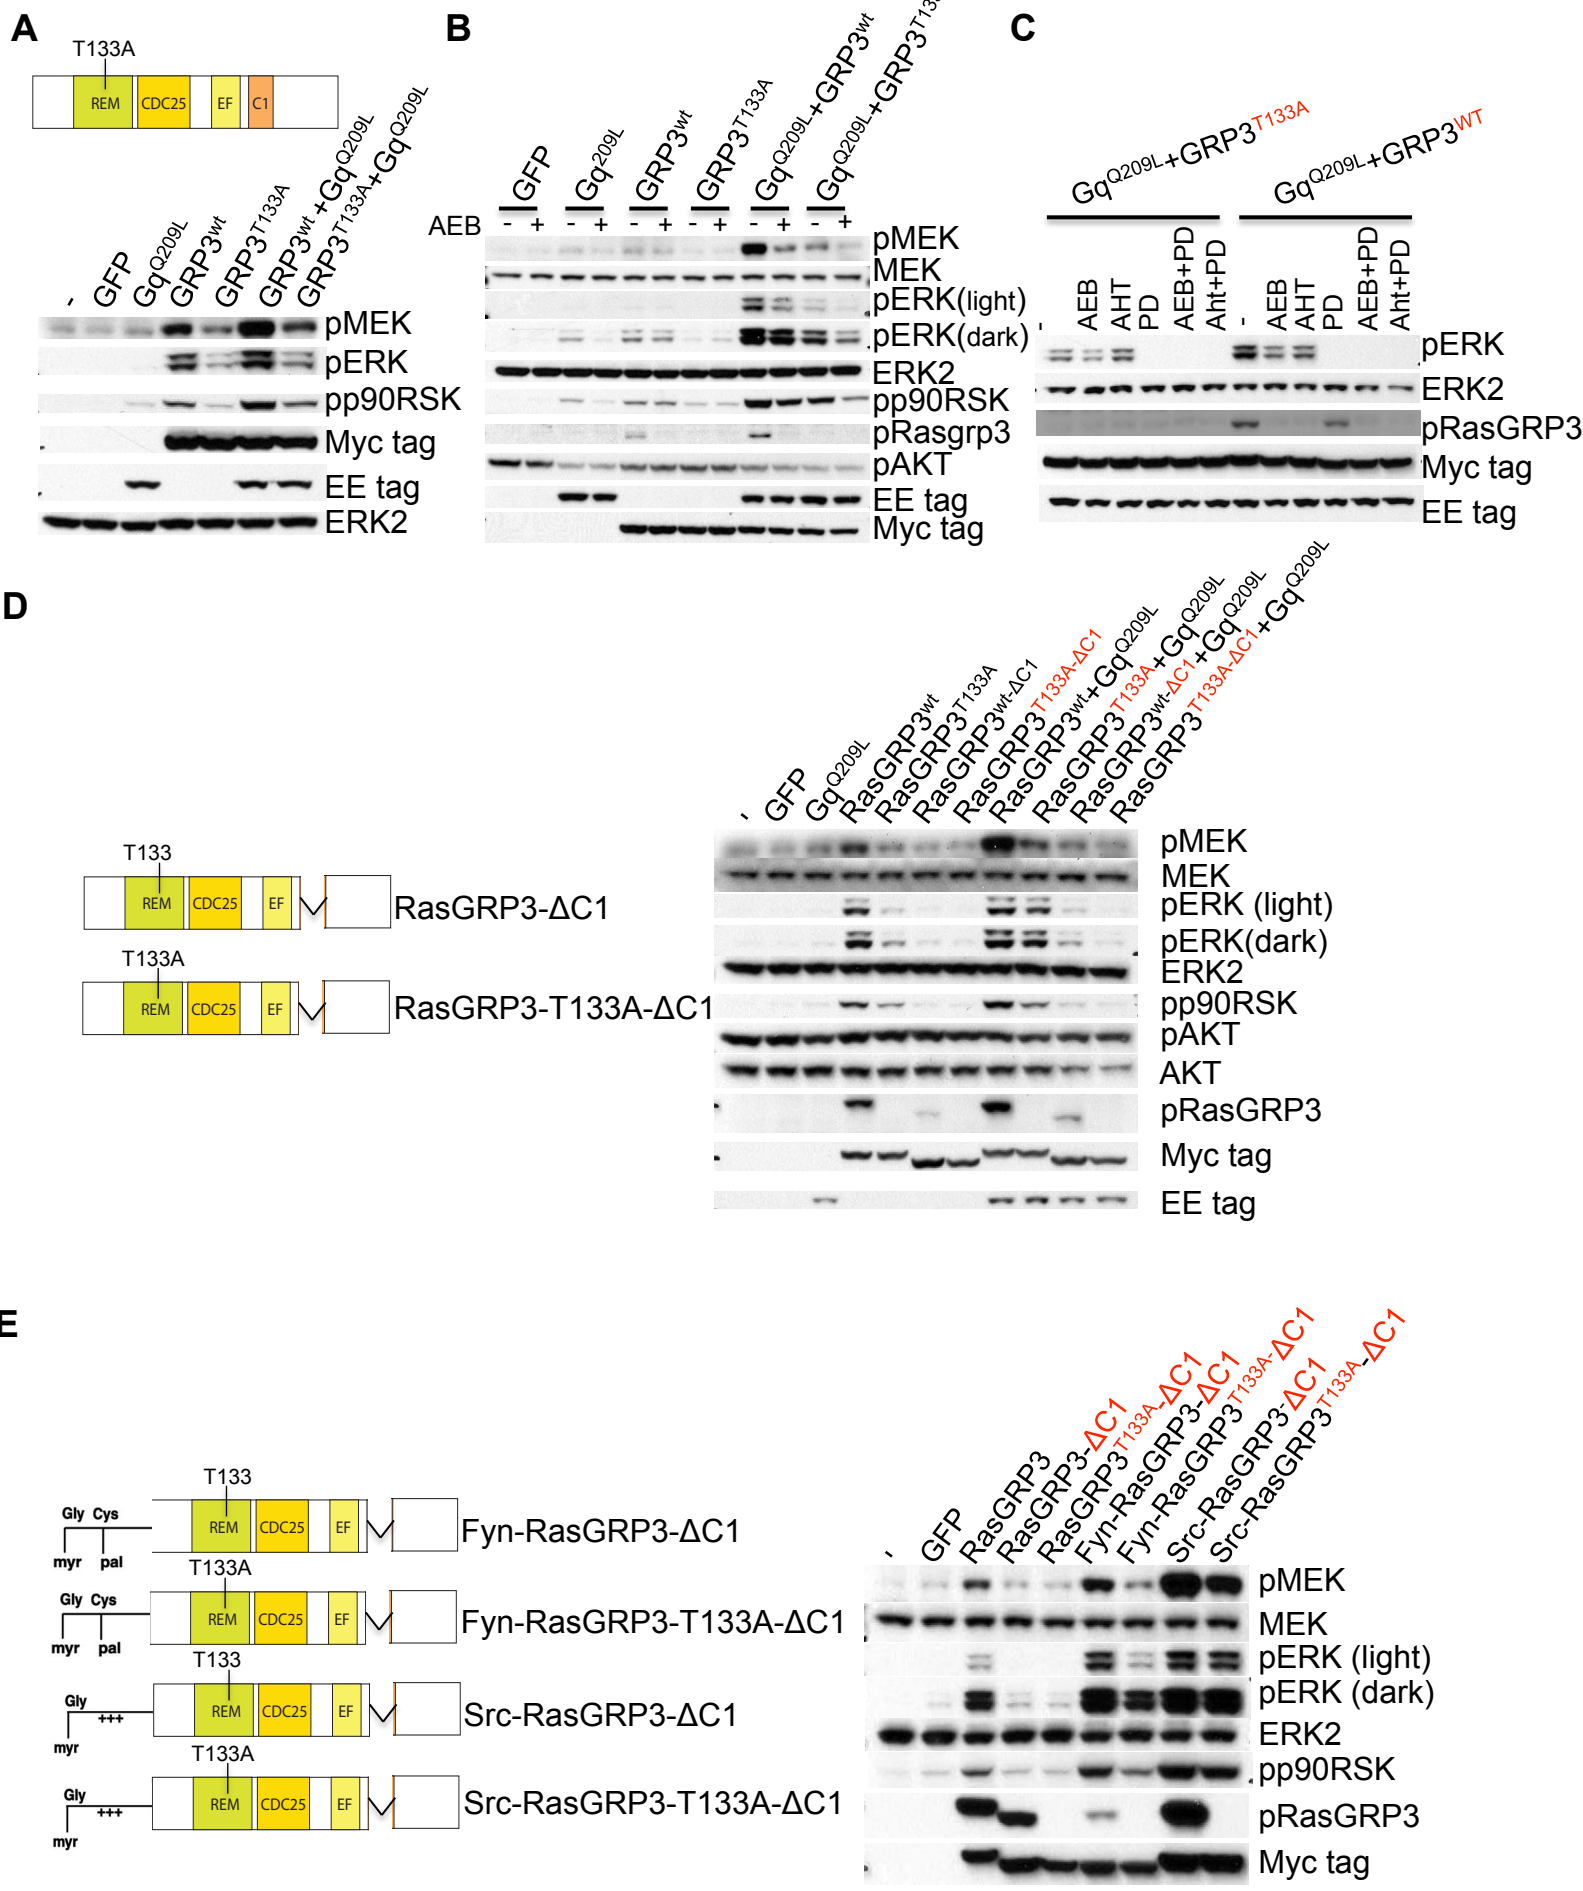 A
T133A
REM CDC25 EF C1
- GFP GqQ209L GRP3wt GRP3T133A GRP3wt+GqQ209L GRP3T133A+GqQ209L
pMEK
pERK
pp90RSK
Myc tag
EE tag
ERK2
B
GFP Gq209L GRP3wt GRP3T133A GqQ209L+GRP3wt GqQ209L+GRP3T133
AEB - + - + - + - + - + - +
pMEK
MEK
pERK(light)
pERK(dark)
ERK2
pp90RSK
pRasgrp3
pAKT
EE tag
Myc tag
C
GqQ209L+GRP3T133A GqQ209L+GRP3WT
- AEB AHT PD AEB+PD Aht+PD - AEB AHT PD AEB+PD Aht+PD
pERK
ERK2
pRasGRP3
Myc tag
EE tag
D
T133
REM CDC25 EF
RasGRP3-ΔC1
T133A
REM CDC25 EF
RasGRP3-T133A-ΔC1
- GFP GqQ209L RasGRP3wt RasGRP3T133A RasGRP3wt-ΔC1 RasGRP3T133A-ΔC1 RasGRP3wt+GqQ209L RasGRP3T133A+GqQ209L RasGRP3wt-ΔC1+GqQ209L RasGRP3T133A-ΔC1+GqQ209L
pMEK
MEK
pERK (light)
pERK(dark)
ERK2
pp90RSK
pAKT
AKT
pRasGRP3
Myc tag
EE tag
E
T133
Gly Cys
REM CDC25 EF
myr pal
Fyn-RasGRP3-ΔC1
T133A
Gly Cys
REM CDC25 EF
myr pal
Fyn-RasGRP3-T133A-ΔC1
T133
Gly
+++
REM CDC25 EF
myr
Src-RasGRP3-ΔC1
T133A
Gly
+++
REM CDC25 EF
myr
Src-RasGRP3-T133A-ΔC1
- GFP RasGRP3 RasGRP3-ΔC1 RasGRP3T133A-ΔC1 Fyn-RasGRP3-ΔC1 Fyn-RasGRP3T133A-ΔC1 Src-RasGRP3-ΔC1 Src-RasGRP3T133A-ΔC1
pMEK
MEK
pERK (light)
pERK (dark)
ERK2
pp90RSK
pRasGRP3
Myc tag